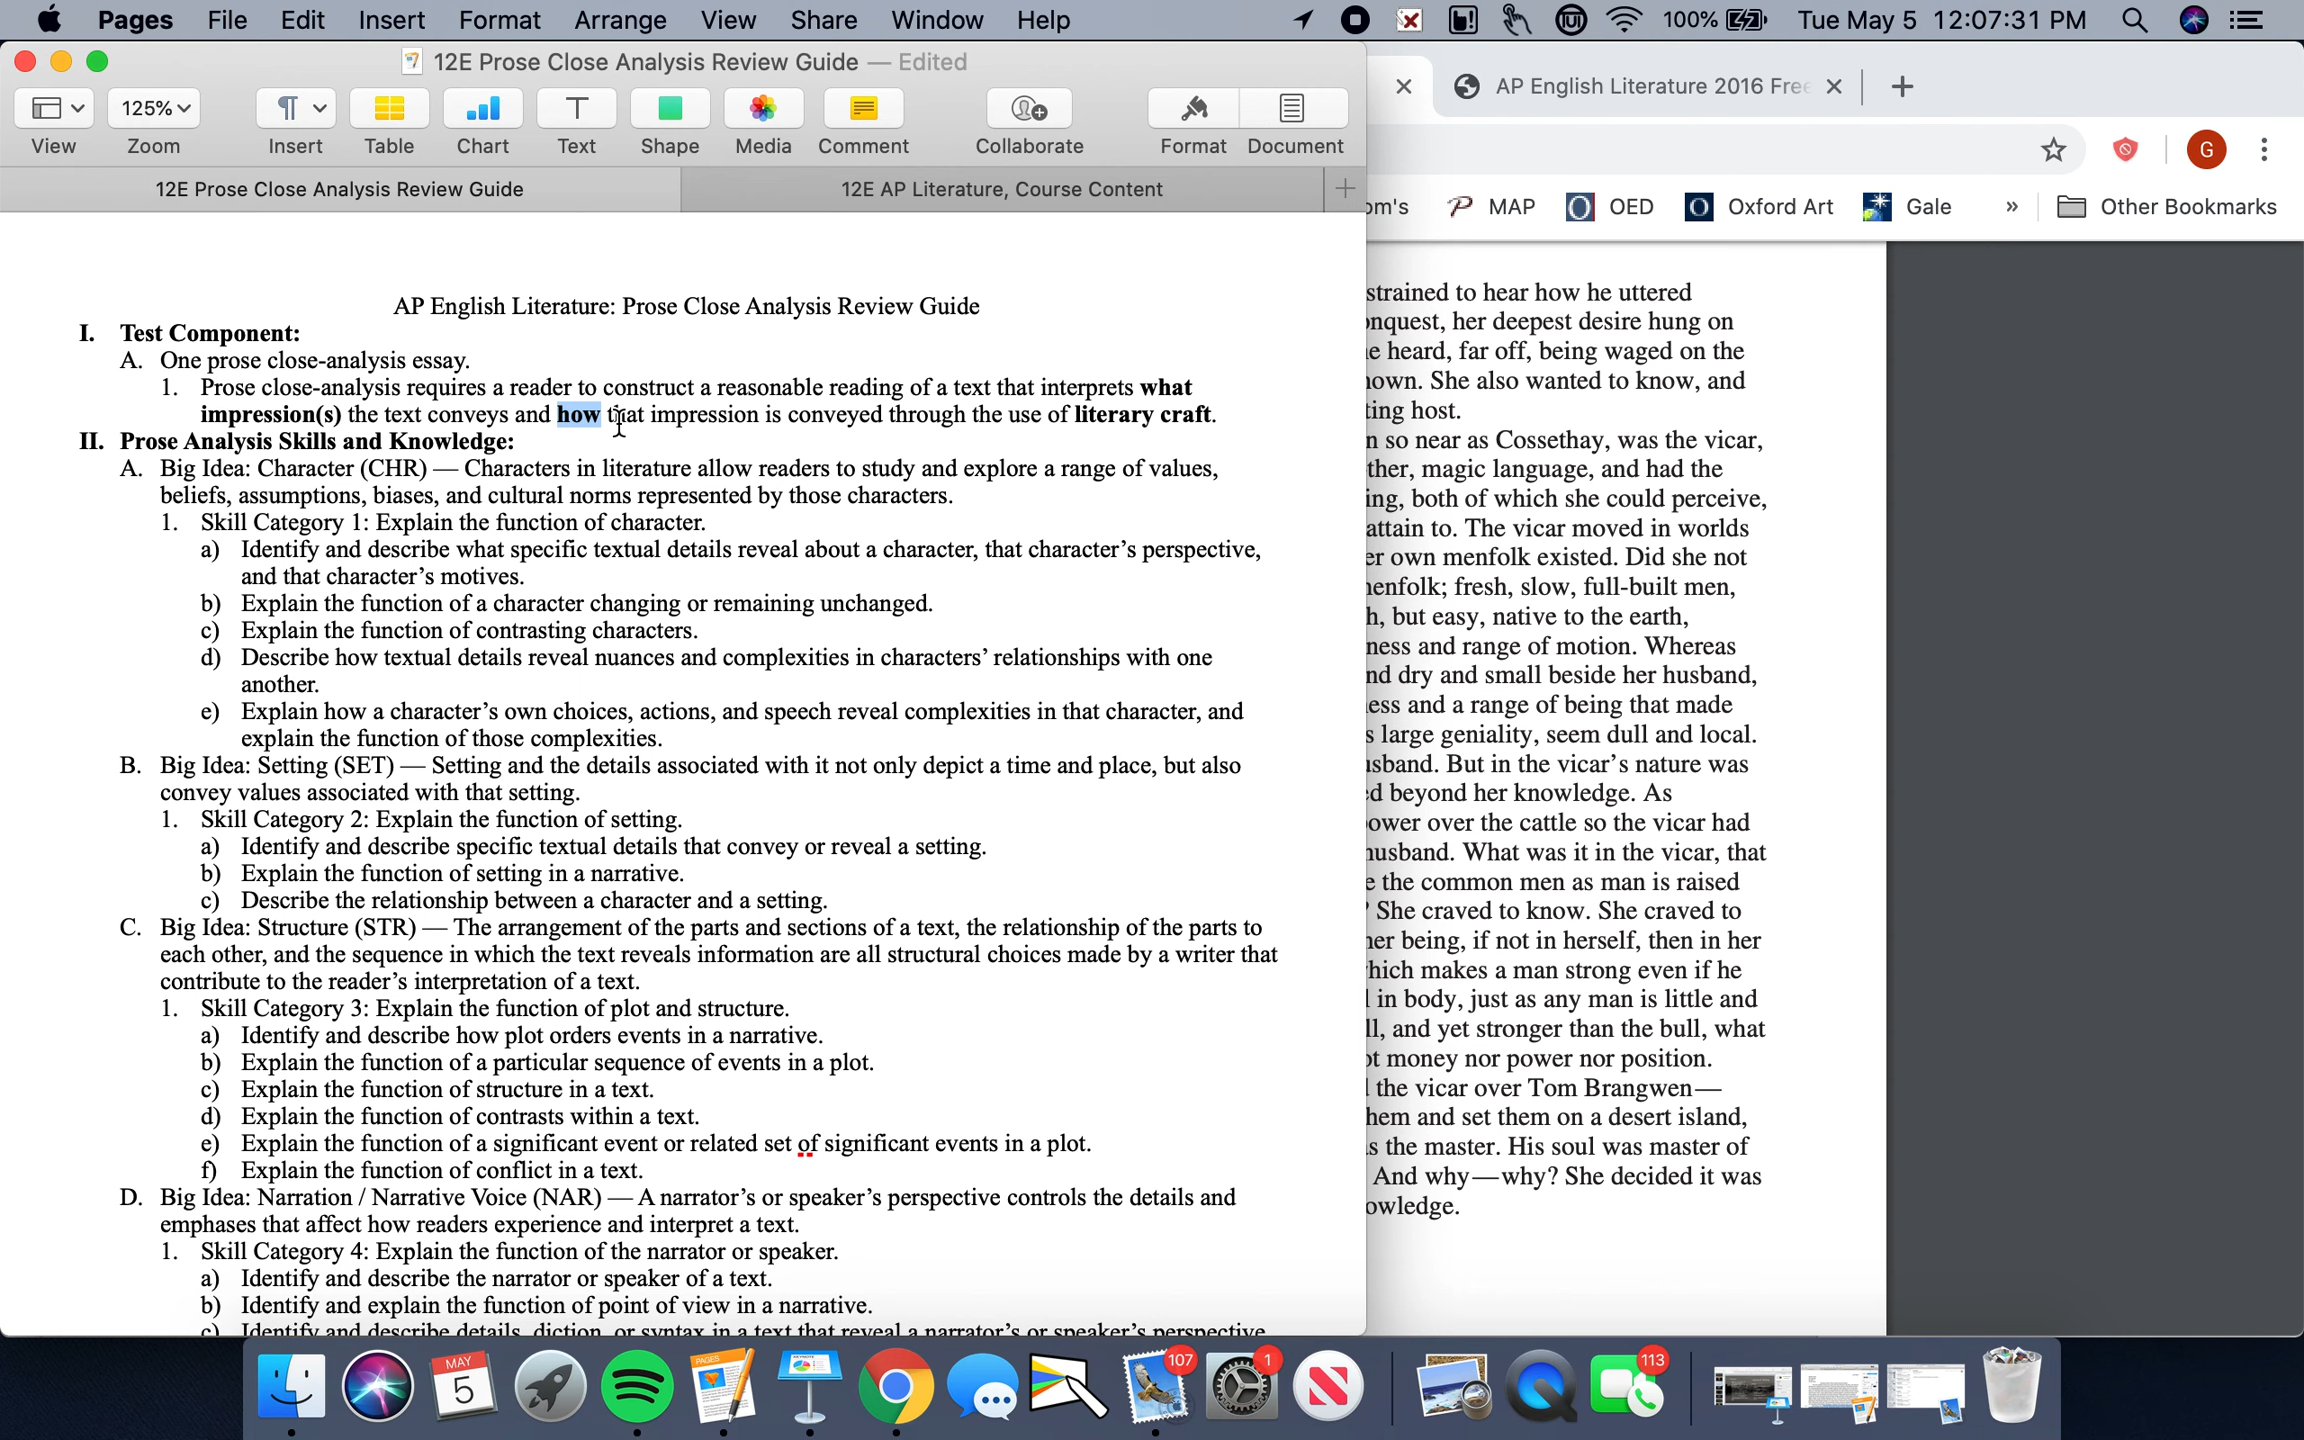 Pages File Edit Insert Format Arrange View Share Window Help 100% Tue May 5 12:07:31 PM
12E Prose Close Analysis Review Guide — Edited
125%
View Zoom Insert Table Chart Text Shape Media Comment Collaborate Format Document
12E Prose Close Analysis Review Guide 12E AP Literature, Course Content
AP English Literature: Prose Close Analysis Review Guide
I. Test Component:
A. One prose close-analysis essay.
1. Prose close-analysis requires a reader to construct a reasonable reading of a text that interprets what
impression(s) the text conveys and how that impression is conveyed through the use of literary craft.
II. Prose Analysis Skills and Knowledge:
A. Big Idea: Character (CHR) — Characters in literature allow readers to study and explore a range of values,
beliefs, assumptions, biases, and cultural norms represented by those characters.
1. Skill Category 1: Explain the function of character.
a) Identify and describe what specific textual details reveal about a character, that character’s perspective,
and that character’s motives.
b) Explain the function of a character changing or remaining unchanged.
c) Explain the function of contrasting characters.
d) Describe how textual details reveal nuances and complexities in characters’ relationships with one
another.
e) Explain how a character’s own choices, actions, and speech reveal complexities in that character, and
explain the function of those complexities.
B. Big Idea: Setting (SET) — Setting and the details associated with it not only depict a time and place, but also
convey values associated with that setting.
1. Skill Category 2: Explain the function of setting.
a) Identify and describe specific textual details that convey or reveal a setting.
b) Explain the function of setting in a narrative.
c) Describe the relationship between a character and a setting.
C. Big Idea: Structure (STR) — The arrangement of the parts and sections of a text, the relationship of the parts to
each other, and the sequence in which the text reveals information are all structural choices made by a writer that
contribute to the reader’s interpretation of a text.
1. Skill Category 3: Explain the function of plot and structure.
a) Identify and describe how plot orders events in a narrative.
b) Explain the function of a particular sequence of events in a plot.
c) Explain the function of structure in a text.
d) Explain the function of contrasts within a text.
e) Explain the function of a significant event or related set of significant events in a plot.
f) Explain the function of conflict in a text.
D. Big Idea: Narration / Narrative Voice (NAR) — A narrator’s or speaker’s perspective controls the details and
emphases that affect how readers experience and interpret a text.
1. Skill Category 4: Explain the function of the narrator or speaker.
a) Identify and describe the narrator or speaker of a text.
b) Identify and explain the function of point of view in a narrative.
c) Identify and describe details, diction, or syntax in a text that reveal a narrator’s or speaker’s perspective
AP English Literature 2016 Free
G
om's MAP OED Oxford Art Gale » Other Bookmarks
strained to hear how he uttered
onquest, her deepest desire hung on
e heard, far off, being waged on the
nown. She also wanted to know, and
ting host.
n so near as Cossethay, was the vicar,
ther, magic language, and had the
ing, both of which she could perceive,
attain to. The vicar moved in worlds
er own menfolk existed. Did she not
enfolk; fresh, slow, full-built men,
h, but easy, native to the earth,
ness and range of motion. Whereas
nd dry and small beside her husband,
ess and a range of being that made
s large geniality, seem dull and local.
usband. But in the vicar’s nature was
ed beyond her knowledge. As
ower over the cattle so the vicar had
husband. What was it in the vicar, that
e the common men as man is raised
? She craved to know. She craved to
her being, if not in herself, then in her
hich makes a man strong even if he
l in body, just as any man is little and
ll, and yet stronger than the bull, what
ot money nor power nor position.
l the vicar over Tom Brangwen—
hem and set them on a desert island,
s the master. His soul was master of
And why—why? She decided it was
owledge.
MAY
5
PAGES
107
1
113